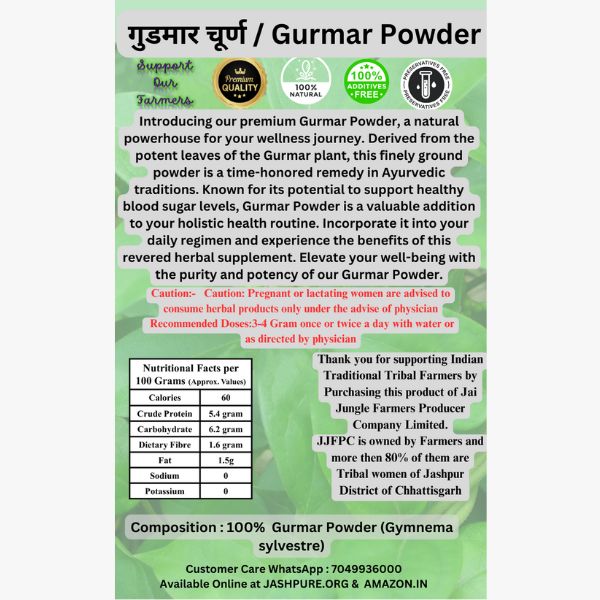 गुडमार चूर्ण / Gurmar Powder
Support
Our
Farmers
Premium
QUALITY
100%
NATURAL
100%
ADDITIVES
FREE
PRESERVATIVES FREE
PRESERVATIVES FREE
Introducing our premium Gurmar Powder, a natural
powerhouse for your wellness journey. Derived from the
potent leaves of the Gurmar plant, this finely ground
powder is a time-honored remedy in Ayurvedic
traditions. Known for its potential to support healthy
blood sugar levels, Gurmar Powder is a valuable addition
to your holistic health routine. Incorporate it into your
daily regimen and experience the benefits of this
revered herbal supplement. Elevate your well-being with
the purity and potency of our Gurmar Powder.
Caution:- Caution: Pregnant or lactating women are advised to
consume herbal products only under the advise of physician
Recommended Doses:3-4 Gram once or twice a day with water or
as directed by physician
Nutritional Facts per
100 Grams (Approx. Values)
Calories 60
Crude Protein 5.4 gram
Carbohydrate 6.2 gram
Dietary Fibre 1.6 gram
Fat 1.5g
Sodium 0
Potassium 0
Thank you for supporting Indian
Traditional Tribal Farmers by
Purchasing this product of Jai
Jungle Farmers Producer
Company Limited.
JJFPC is owned by Farmers and
more then 80% of them are
Tribal women of Jashpur
District of Chhattisgarh
Composition : 100% Gurmar Powder (Gymnema
sylvestre)
Customer Care WhatsApp : 7049936000
Available Online at JASHPURE.ORG & AMAZON.IN